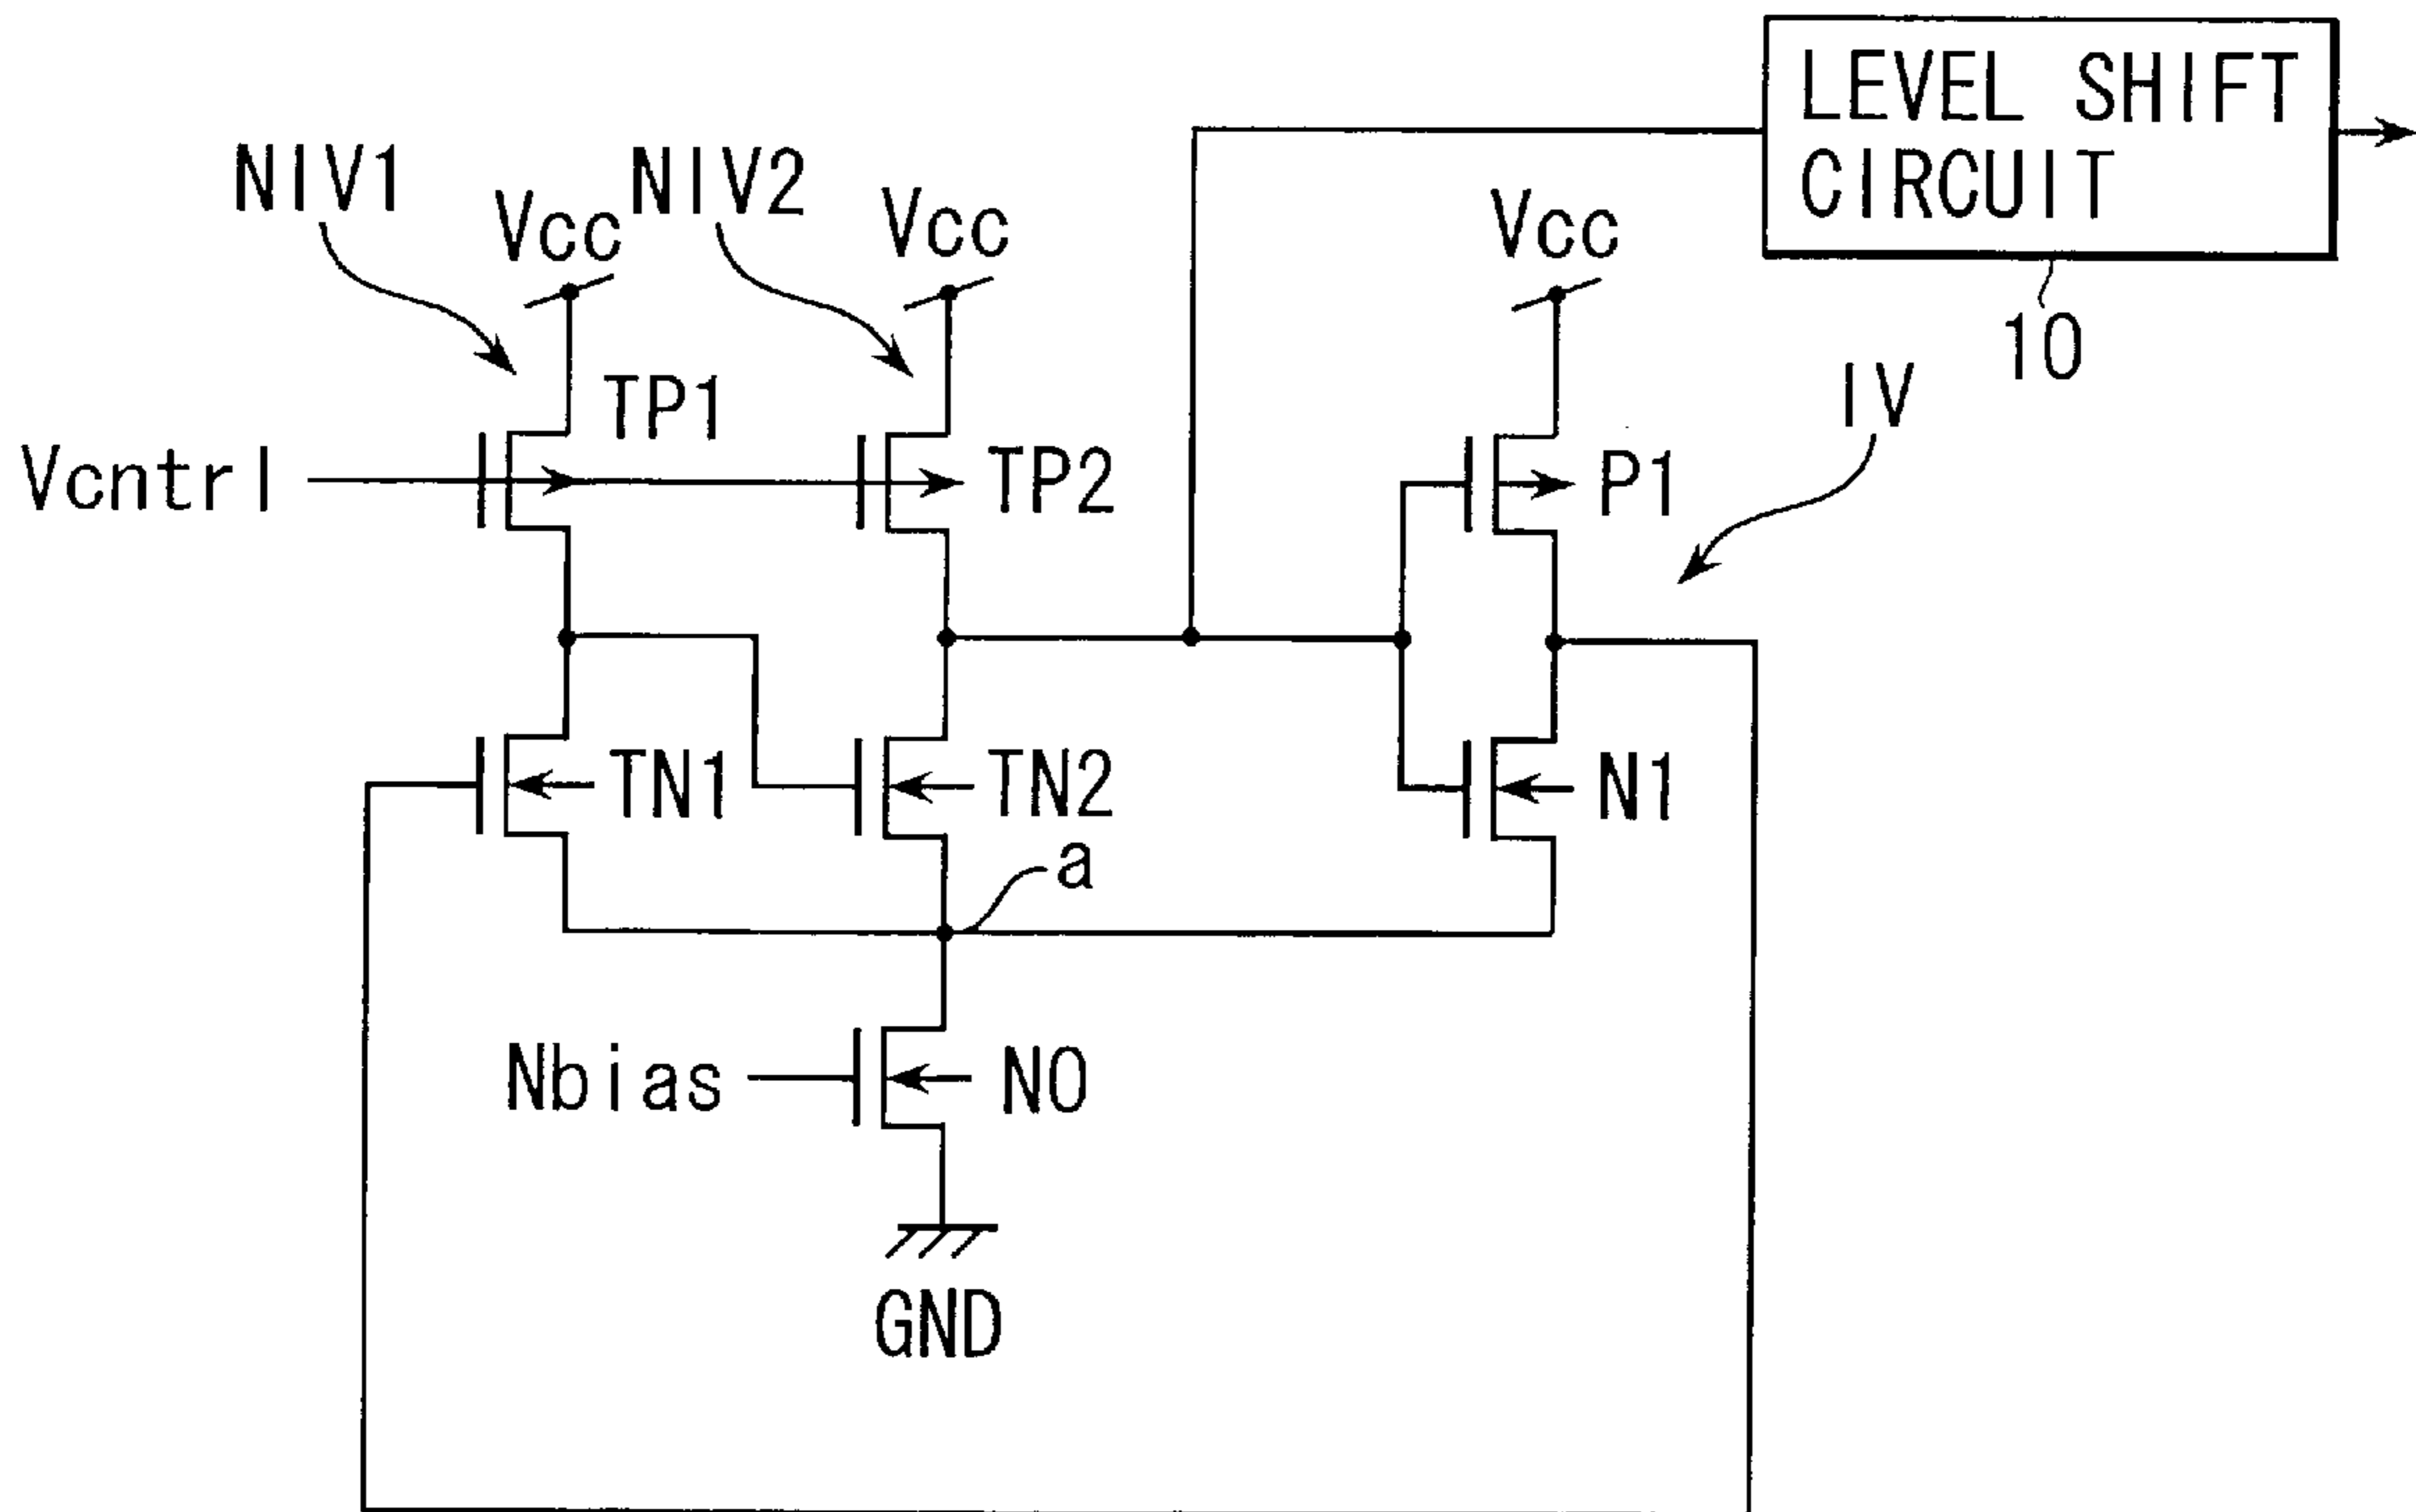 LEVEL SHIFT
CIRCUIT
NIV1
NIV2
Vcc
Vcc
Vcc
10
TP1
IV
Vcntrl
TP2
P1
TN1
TN2
N1
a
Nbias
N0
GND